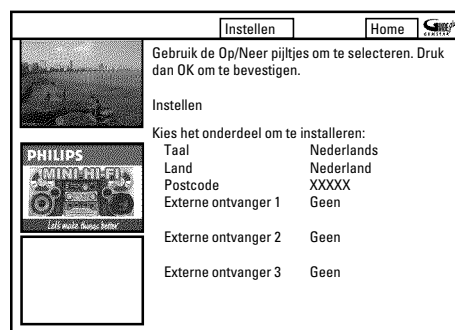 Instellen
Home
GUIDE
GEMSTAR
Gebruik de Op/Neer pijltjes om te selecteren. Druk
dan OK om te bevestigen.
Instellen
Kies het onderdeel om te installeren:
Taal Nederlands
Land Nederland
Postcode XXXXX
Externe ontvanger 1 Geen
Externe ontvanger 2 Geen
Externe ontvanger 3 Geen
PHILIPS
MINI-HI-FI
Let's make things better